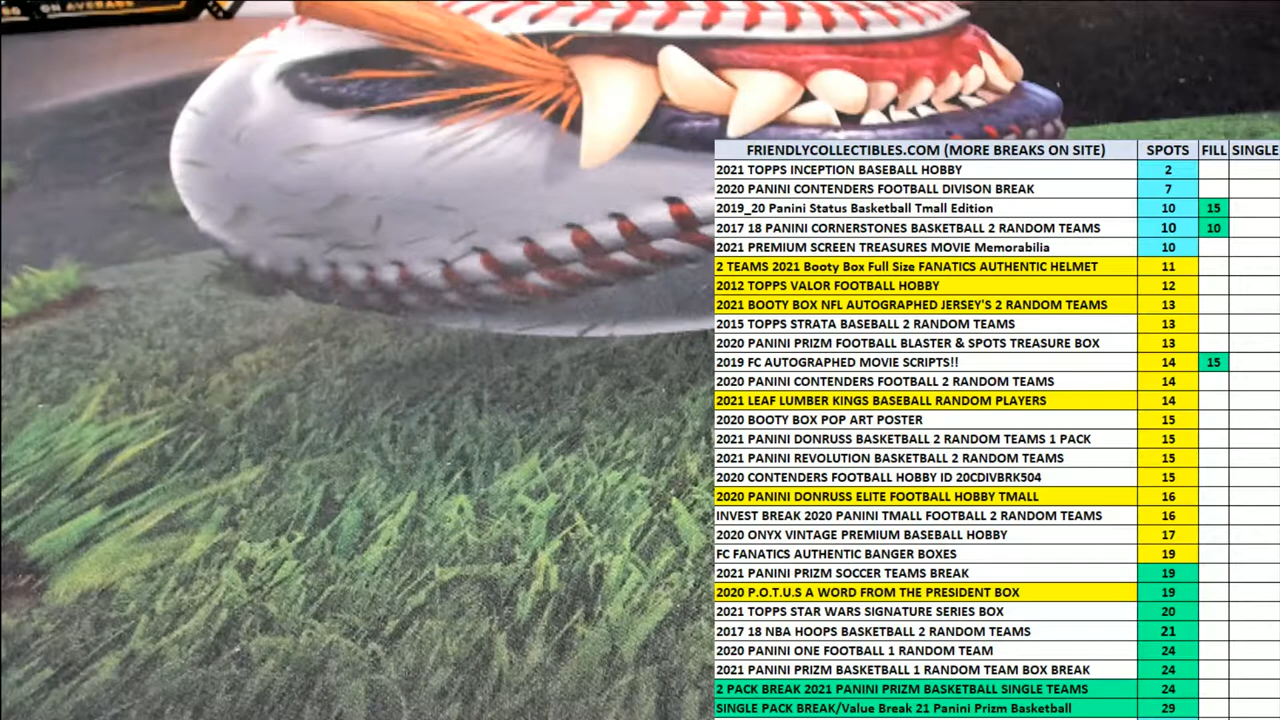 ON AVERAGE
FRIENDLYCOLLECTIBLES.COM (MORE BREAKS ON SITE) SPOTS FILL SINGLE
2021 TOPPS INCEPTION BASEBALL HOBBY 2
2020 PANINI CONTENDERS FOOTBALL DIVISON BREAK 7
2019_20 Panini Status Basketball Tmall Edition 10 15
2017 18 PANINI CORNERSTONES BASKETBALL 2 RANDOM TEAMS 10 10
2021 PREMIUM SCREEN TREASURES MOVIE Memorabilia 10
2 TEAMS 2021 Booty Box Full Size FANATICS AUTHENTIC HELMET 11
2012 TOPPS VALOR FOOTBALL HOBBY 12
2021 BOOTY BOX NFL AUTOGRAPHED JERSEY'S 2 RANDOM TEAMS 13
2015 TOPPS STRATA BASEBALL 2 RANDOM TEAMS 13
2020 PANINI PRIZM FOOTBALL BLASTER & SPOTS TREASURE BOX 13
2019 FC AUTOGRAPHED MOVIE SCRIPTS!! 14 15
2020 PANINI CONTENDERS FOOTBALL 2 RANDOM TEAMS 14
2021 LEAF LUMBER KINGS BASEBALL RANDOM PLAYERS 14
2020 BOOTY BOX POP ART POSTER 15
2021 PANINI DONRUSS BASKETBALL 2 RANDOM TEAMS 1 PACK 15
2021 PANINI REVOLUTION BASKETBALL 2 RANDOM TEAMS 15
2020 CONTENDERS FOOTBALL HOBBY ID 20CDIVBRK504 15
2020 PANINI DONRUSS ELITE FOOTBALL HOBBY TMALL 16
INVEST BREAK 2020 PANINI TMALL FOOTBALL 2 RANDOM TEAMS 16
2020 ONYX VINTAGE PREMIUM BASEBALL HOBBY 17
FC FANATICS AUTHENTIC BANGER BOXES 19
2021 PANINI PRIZM SOCCER TEAMS BREAK 19
2020 P.O.T.U.S A WORD FROM THE PRESIDENT BOX 19
2021 TOPPS STAR WARS SIGNATURE SERIES BOX 20
2017 18 NBA HOOPS BASKETBALL 2 RANDOM TEAMS 21
2020 PANINI ONE FOOTBALL 1 RANDOM TEAM 24
2021 PANINI PRIZM BASKETBALL 1 RANDOM TEAM BOX BREAK 24
2 PACK BREAK 2021 PANINI PRIZM BASKETBALL SINGLE TEAMS 24
SINGLE PACK BREAK/Value Break 21 Panini Prizm Basketball 29